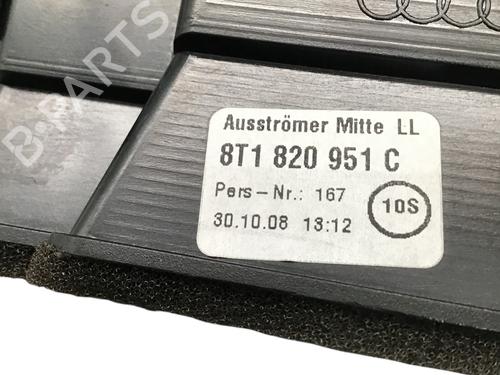 B-PARTS
Ausströmer Mitte LL
8T1 820 951 C
Pers-Nr.: 167
30.10.08 13:12
10S